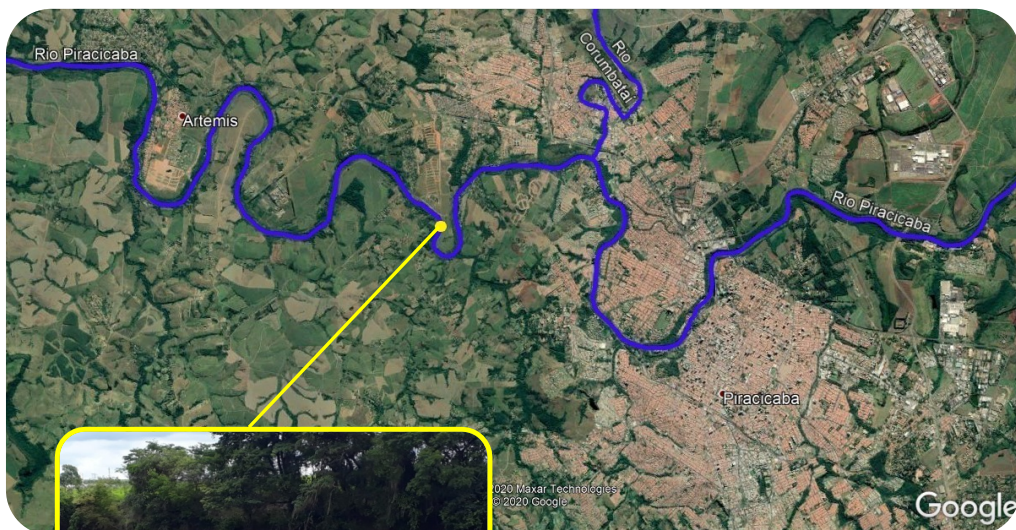 Rio Piracicaba
Rio
Corumbataí
Artemis
Rio Piracicaba
Piracicaba
2020 Maxar Technologies
© 2020 Google
Google